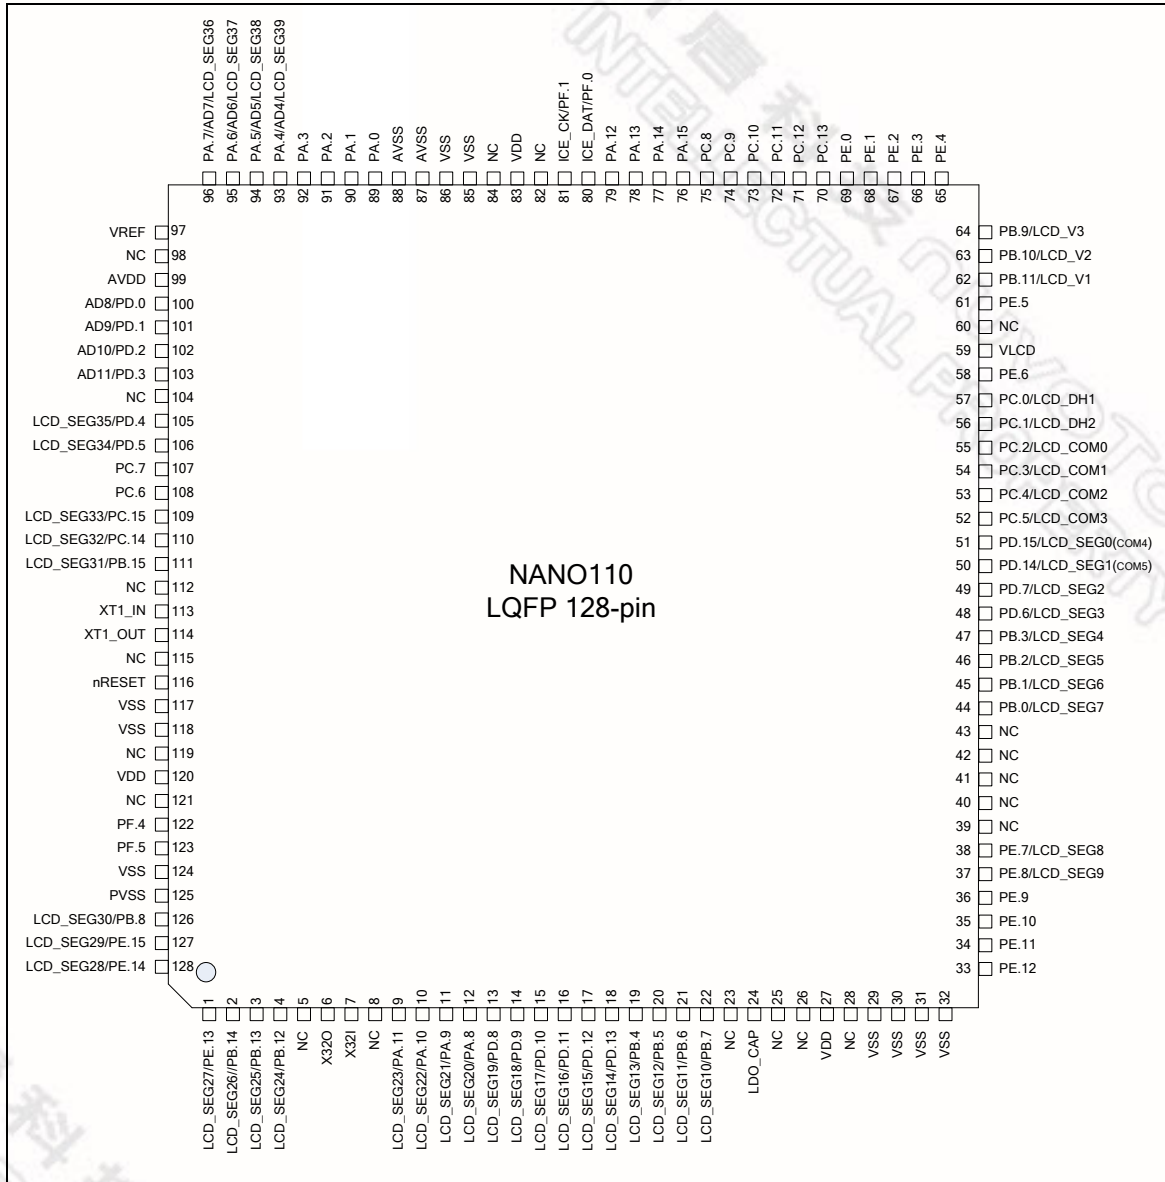 PA.7/AD7/LCD_SEG36
PA.6/AD6/LCD_SEG37
PA.5/AD5/LCD_SEG38
PA.4/AD4/LCD_SEG39
PA.3
PA.2
PA.1
PA.0
AVSS
AVSS
VSS
VSS
NC
VDD
NC
ICE_CK/PF.1
ICE_DAT/PF.0
PA.12
PA.13
PA.14
PA.15
PC.8
PC.9
PC.10
PC.11
PC.12
PC.13
PE.0
PE.1
PE.2
PE.3
PE.4
96
95
94
93
92
91
90
89
88
87
86
85
84
83
82
81
80
79
78
77
76
75
74
73
72
71
70
69
68
67
66
65
VREF 97
NC 98
AVDD 99
AD8/PD.0 100
AD9/PD.1 101
AD10/PD.2 102
AD11/PD.3 103
NC 104
LCD_SEG35/PD.4 105
LCD_SEG34/PD.5 106
PC.7 107
PC.6 108
LCD_SEG33/PC.15 109
LCD_SEG32/PC.14 110
LCD_SEG31/PB.15 111
NC 112
XT1_IN 113
XT1_OUT 114
NC 115
nRESET 116
VSS 117
VSS 118
NC 119
VDD 120
NC 121
PF.4 122
PF.5 123
VSS 124
PVSS 125
LCD_SEG30/PB.8 126
LCD_SEG29/PE.15 127
LCD_SEG28/PE.14 128
NANO110
LQFP 128-pin
64 PB.9/LCD_V3
63 PB.10/LCD_V2
62 PB.11/LCD_V1
61 PE.5
60 NC
59 VLCD
58 PE.6
57 PC.0/LCD_DH1
56 PC.1/LCD_DH2
55 PC.2/LCD_COM0
54 PC.3/LCD_COM1
53 PC.4/LCD_COM2
52 PC.5/LCD_COM3
51 PD.15/LCD_SEG0(COM4)
50 PD.14/LCD_SEG1(COM5)
49 PD.7/LCD_SEG2
48 PD.6/LCD_SEG3
47 PB.3/LCD_SEG4
46 PB.2/LCD_SEG5
45 PB.1/LCD_SEG6
44 PB.0/LCD_SEG7
43 NC
42 NC
41 NC
40 NC
39 NC
38 PE.7/LCD_SEG8
37 PE.8/LCD_SEG9
36 PE.9
35 PE.10
34 PE.11
33 PE.12
1
2
3
4
5
6
7
8
9
10
11
12
13
14
15
16
17
18
19
20
21
22
23
24
25
26
27
28
29
30
31
32
LCD_SEG27/PE.13
LCD_SEG26//PB.14
LCD_SEG25/PB.13
LCD_SEG24/PB.12
NC
X32O
X32I
NC
LCD_SEG23/PA.11
LCD_SEG22/PA.10
LCD_SEG21/PA.9
LCD_SEG20/PA.8
LCD_SEG19/PD.8
LCD_SEG18/PD.9
LCD_SEG17/PD.10
LCD_SEG16/PD.11
LCD_SEG15/PD.12
LCD_SEG14/PD.13
LCD_SEG13/PB.4
LCD_SEG12/PB.5
LCD_SEG11/PB.6
LCD_SEG10/PB.7
NC
LDO_CAP
NC
NC
VDD
NC
VSS
VSS
VSS
VSS
唐科技 nuvoTo
INTELLECTUAL PROPERTY
科